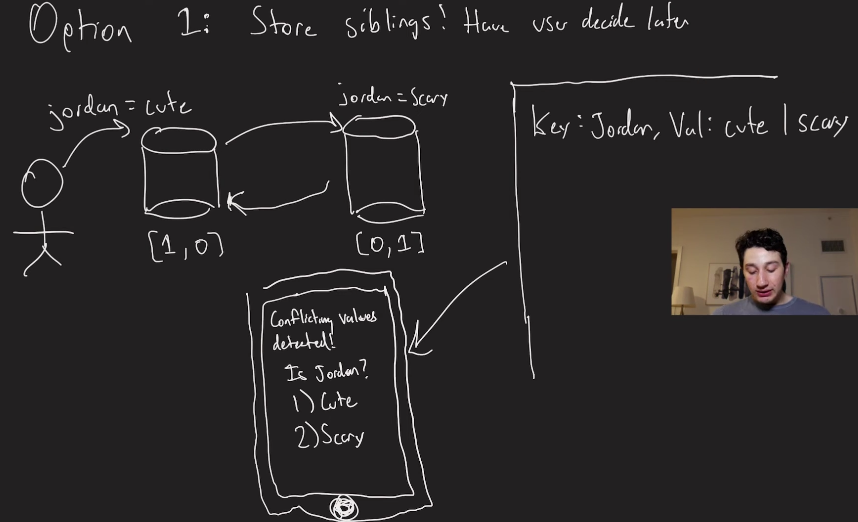 Option 1: Store siblings! Have user decide later
jordan = cute
jordan = Scary
Key: Jordan, Val: cute | scary
[1,0]
[0,1]
Conflicting values
detected!
Is Jordan?
1) Cute
2) Scary